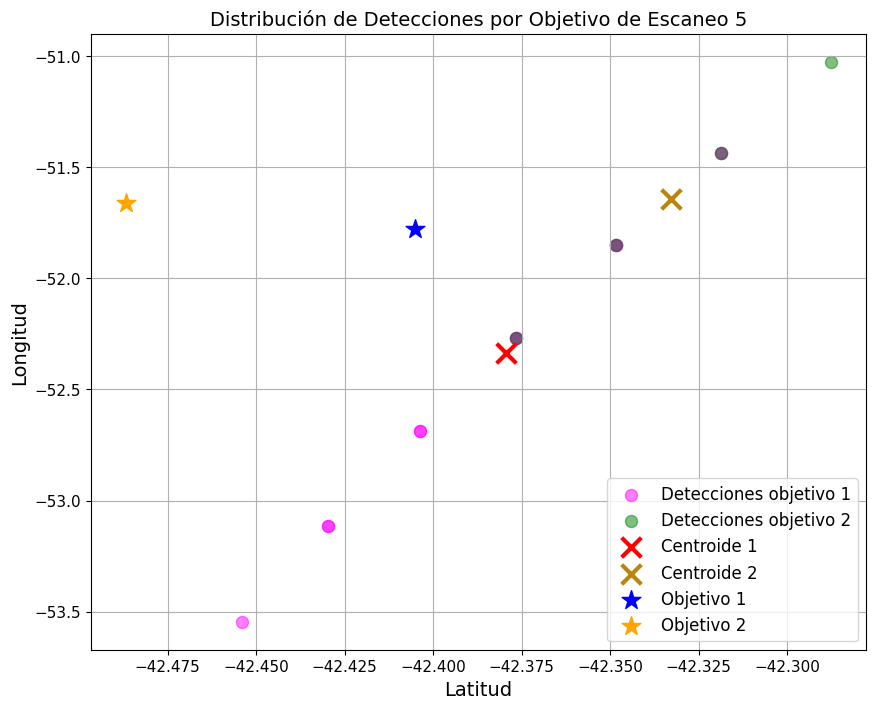 Distribución de Detecciones por Objetivo de Escaneo 5
Longitud
−51.0
−51.5
−52.0
−52.5
−53.0
−53.5
Detecciones objetivo 1
Detecciones objetivo 2
Centroide 1
Centroide 2
Objetivo 1
Objetivo 2
−42.475 −42.450 −42.425 −42.400 −42.375 −42.350 −42.325 −42.300
Latitud